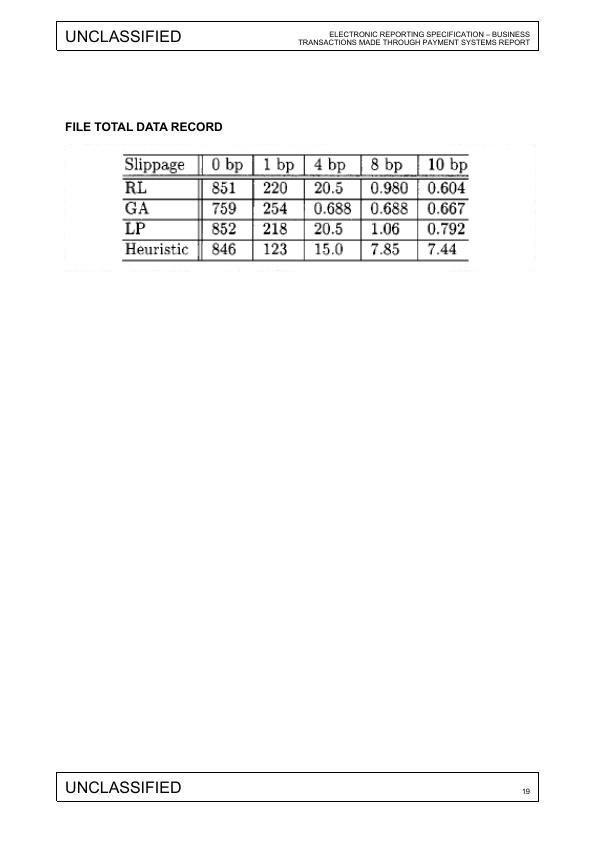 UNCLASSIFIED
ELECTRONIC REPORTING SPECIFICATION – BUSINESS
TRANSACTIONS MADE THROUGH PAYMENT SYSTEMS REPORT
FILE TOTAL DATA RECORD
Slippage 0 bp 1 bp 4 bp 8 bp 10 bp
RL 851 220 20.5 0.980 0.604
GA 759 254 0.688 0.688 0.667
LP 852 218 20.5 1.06 0.792
Heuristic 846 123 15.0 7.85 7.44
UNCLASSIFIED
19